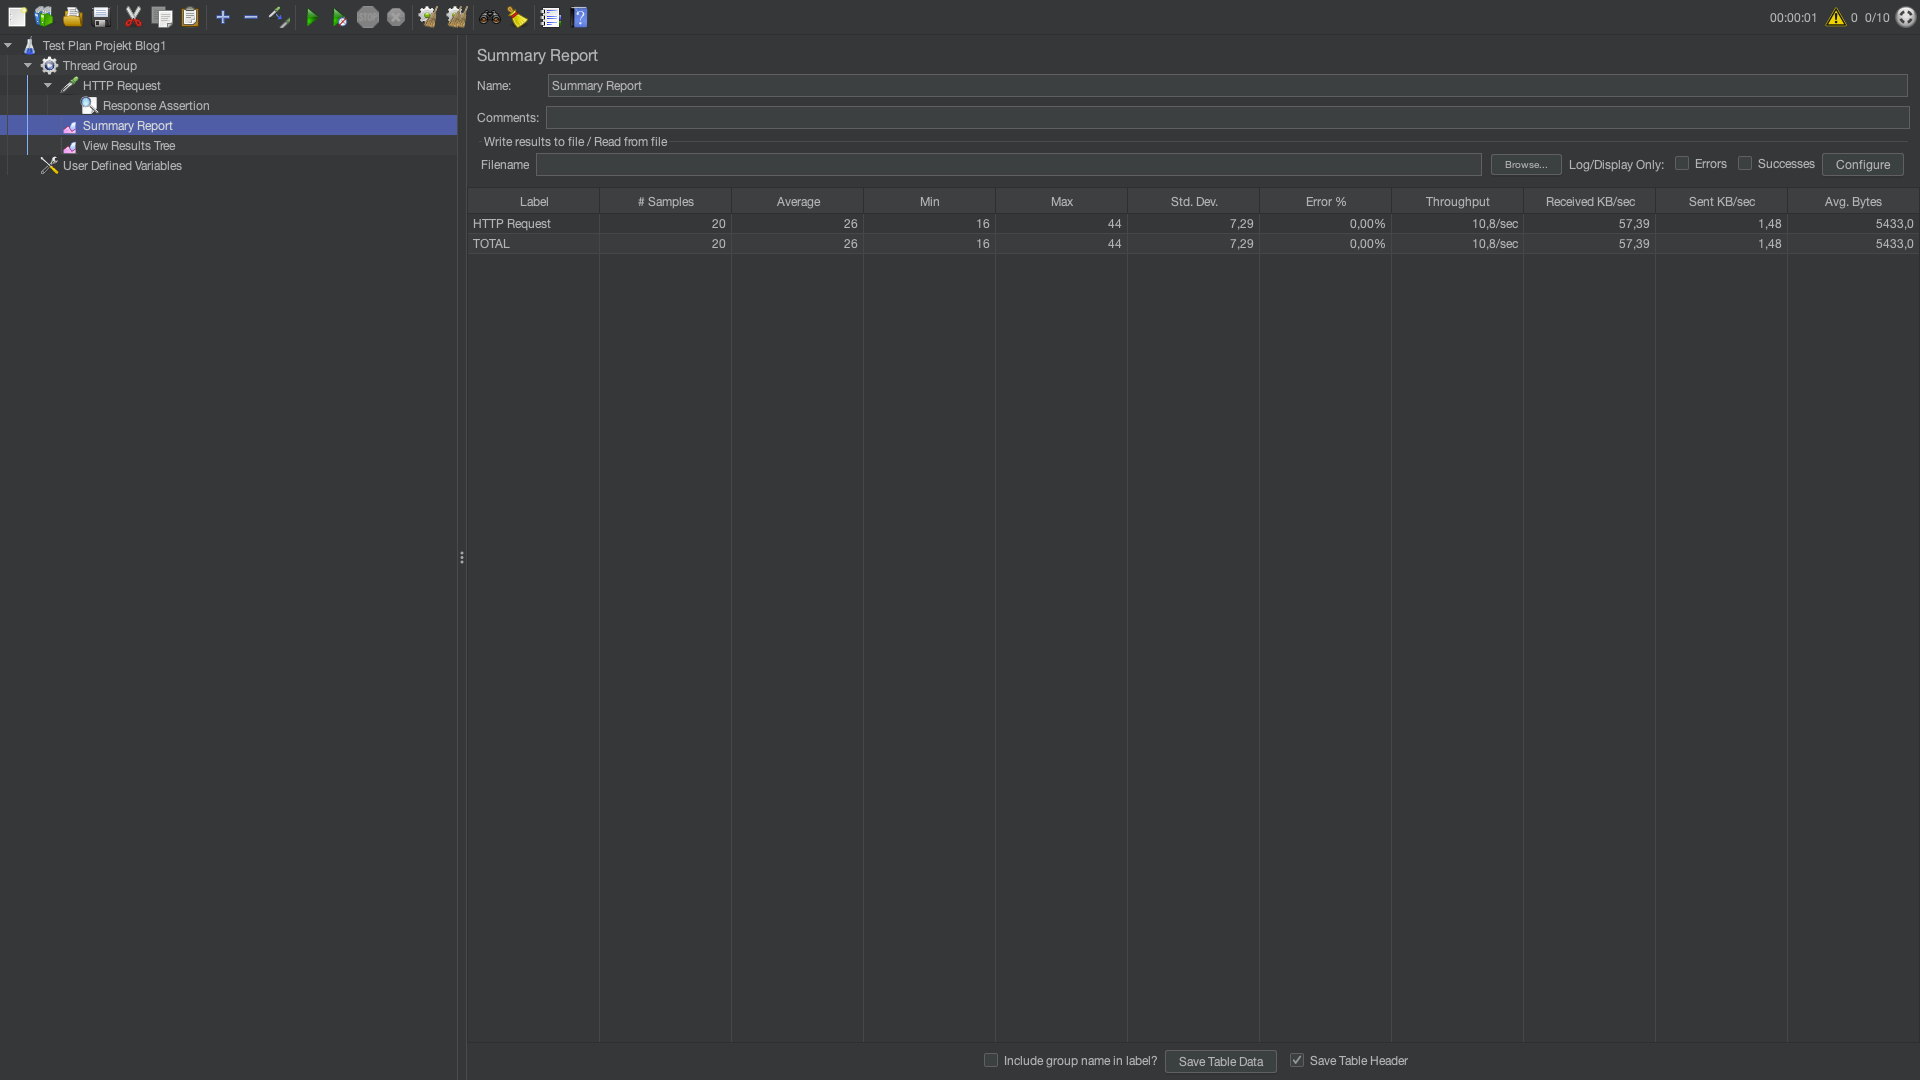 STOP
00:00:01 0 0/10
Test Plan Projekt Blog1
Thread Group
HTTP Request
Response Assertion
Summary Report
View Results Tree
User Defined Variables
Summary Report
Name: Summary Report
Comments:
Write results to file / Read from file
Filename Browse... Log/Display Only: Errors Successes Configure
Label # Samples Average Min Max Std. Dev. Error % Throughput Received KB/sec Sent KB/sec Avg. Bytes
HTTP Request 20 26 16 44 7,29 0,00% 10,8/sec 57,39 1,48 5433,0
TOTAL 20 26 16 44 7,29 0,00% 10,8/sec 57,39 1,48 5433,0
Include group name in label? Save Table Data Save Table Header